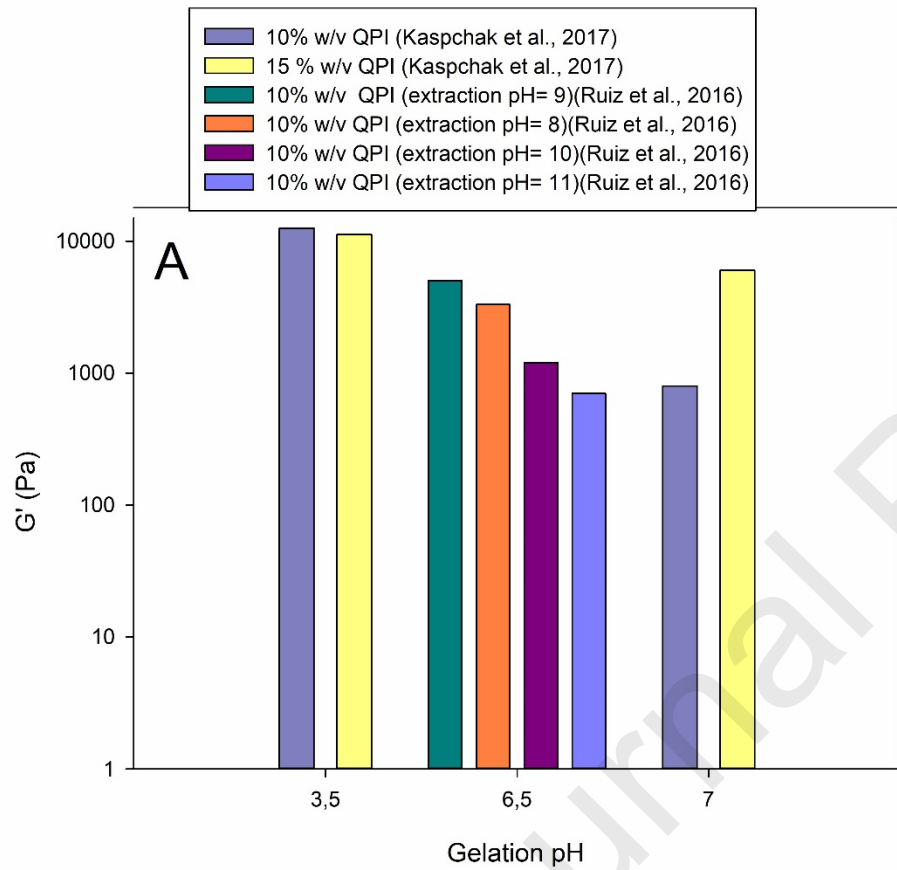 10% w/v QPI (Kaspchak et al., 2017)
15 % w/v QPI (Kaspchak et al., 2017)
10% w/v  QPI (extraction pH= 9)(Ruiz et al., 2016)
10% w/v QPI (extraction pH= 8)(Ruiz et al., 2016)
10% w/v QPI (extraction pH= 10)(Ruiz et al., 2016)
10% w/v QPI (extraction pH= 11)(Ruiz et al., 2016)
A
10000
1000
100
10
1
G' (Pa)
3,5 6,5 7
Gelation pH
urnal